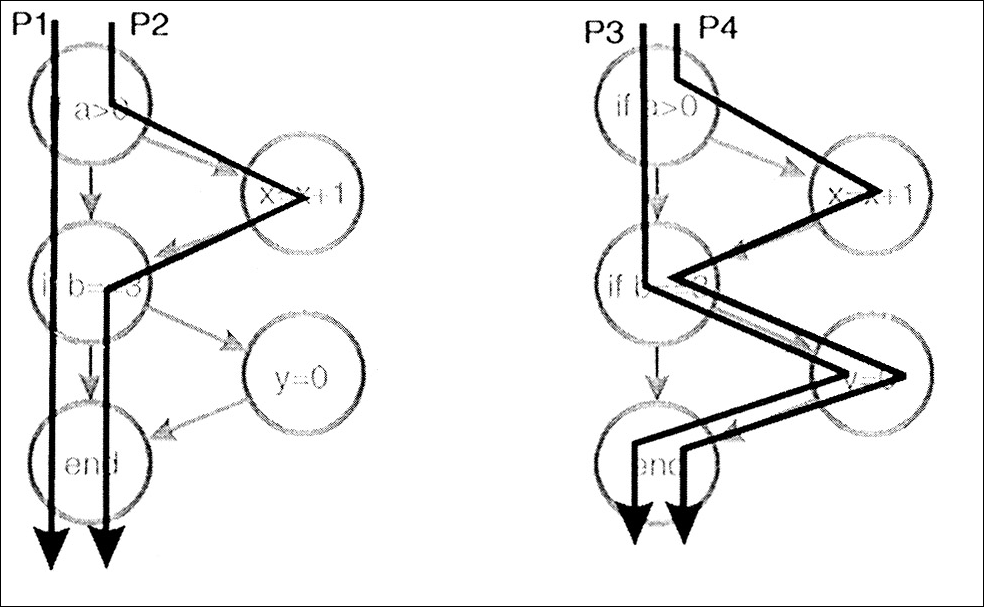 P1
P2
if a>0
x=x+1
if b==3
y=0
end
P3
P4
if a>0
x=x+1
if b==3
y=0
end